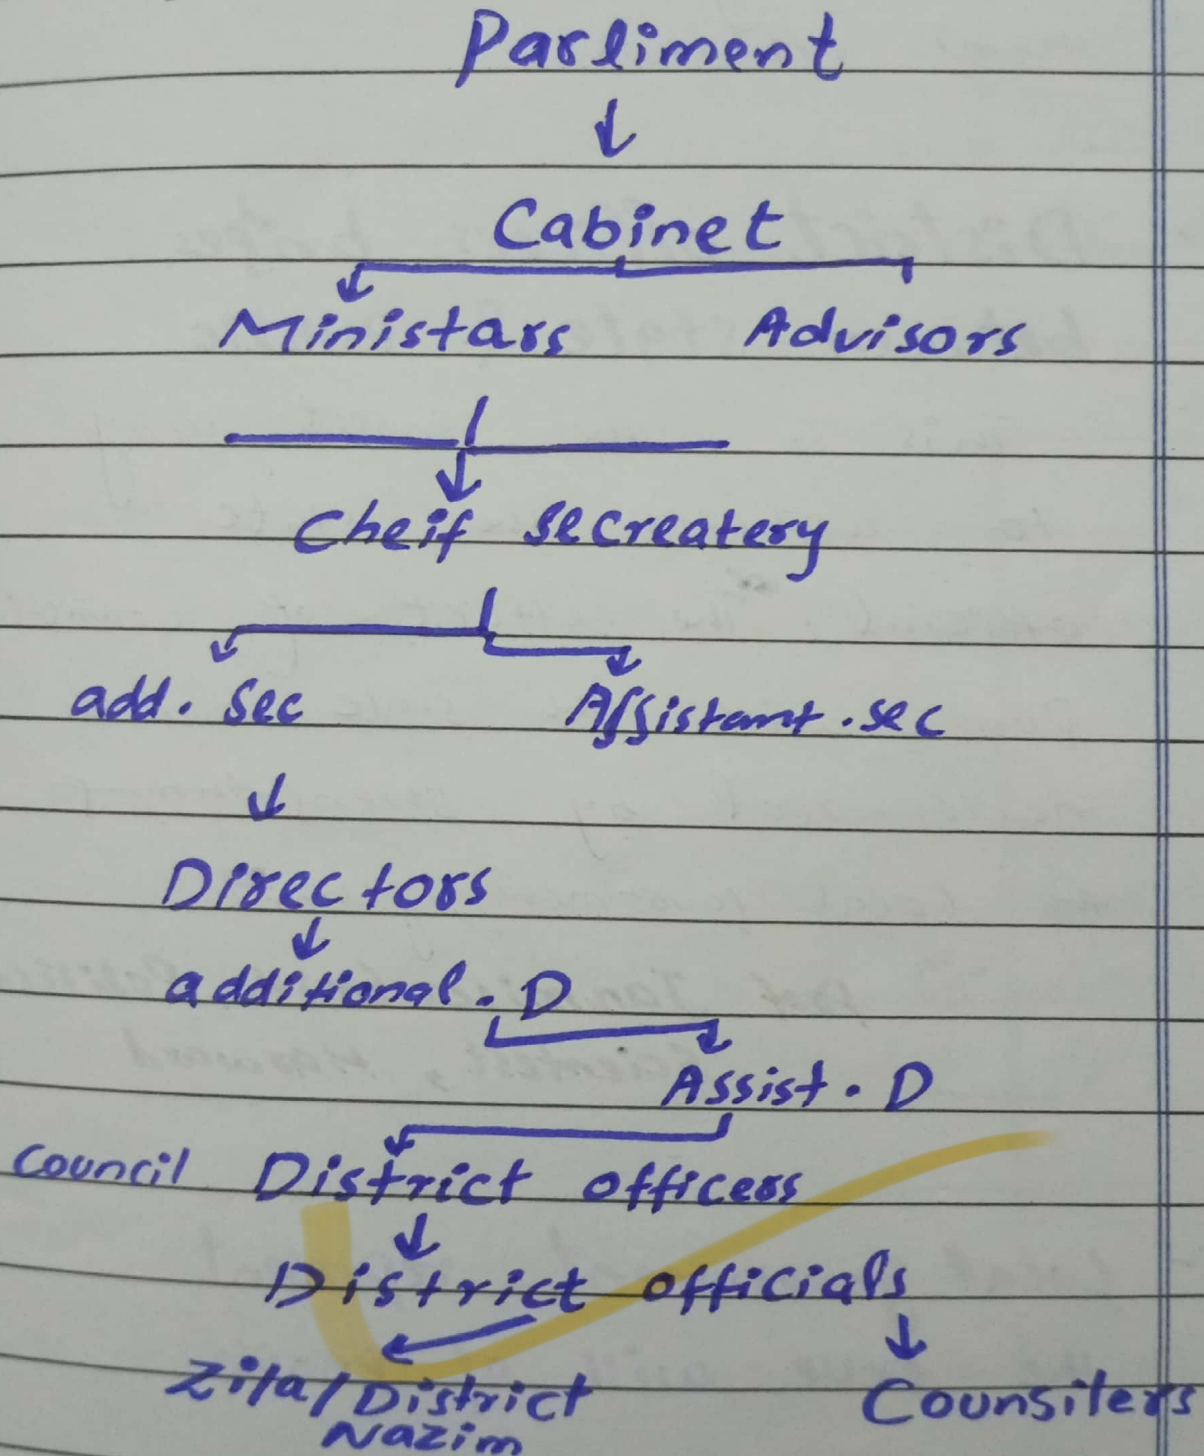 Parliment
Cabinet
Ministars Advisors
Cheif secreatery
add. sec Assistant.sec
Directors
additional. D
Assist. D
Council District officers
District officials
Zila/District Counsilers
Nazim